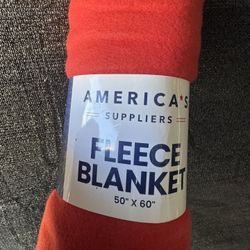 AMERICA*S
SUPPLIERS
FLEECE
BLANKET
50" X 60"